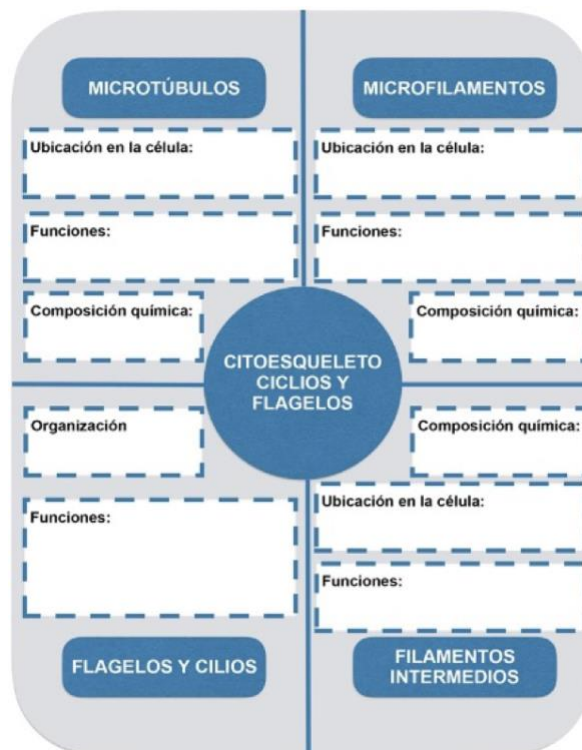 MICROTÚBULOS
MICROFILAMENTOS
Ubicación en la célula:
Ubicación en la célula:
Funciones:
Funciones:
Composición química:
Composición química:
CITOESQUELETO
CICLIOS Y
FLAGELOS
Organización
Composición química:
Ubicación en la célula:
Funciones:
Funciones:
FLAGELOS Y CILIOS
FILAMENTOS
INTERMEDIOS